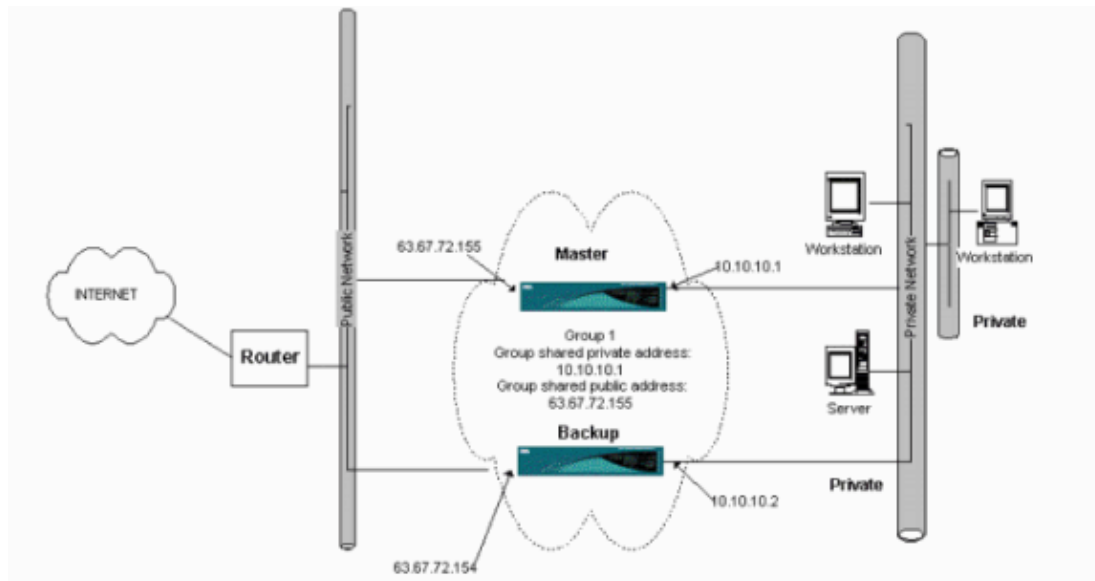 63.67.72.155
Master
10.10.10.1
Workstation
Workstation
Public Network
Private Network
INTERNET
Router
Group 1
Group shared private address:
10.10.10.1
Group shared public address:
63.67.72.155
Private
Server
Backup
Private
10.10.10.2
63.67.72.154